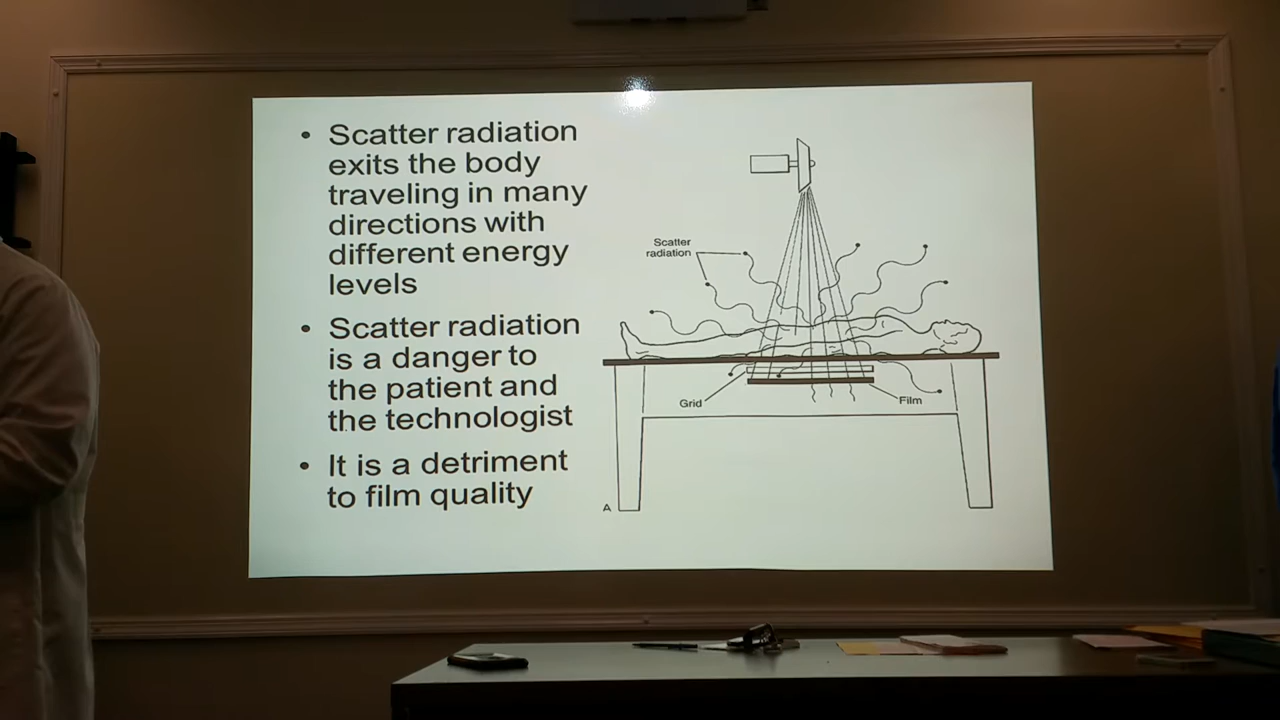 • Scatter radiation
exits the body
traveling in many
directions with
different energy
levels
• Scatter radiation
is a danger to
the patient and
the technologist
• It is a detriment
to film quality
Scatter
radiation
Grid
Film
A